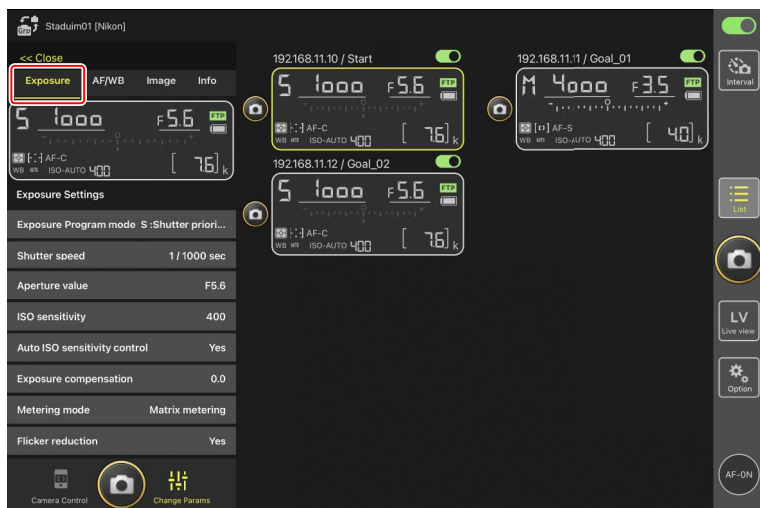 Grp Staduim01 [Nikon]
<< Close
Exposure AF/WB Image Info
S 1000 F5.6 FTP
AF-C
WB ISO-AUTO 400 [ 7.6] k
Exposure Settings
Exposure Program mode S :Shutter priori...
Shutter speed 1 / 1000 sec
Aperture value F5.6
ISO sensitivity 400
Auto ISO sensitivity control Yes
Exposure compensation 0.0
Metering mode Matrix metering
Flicker reduction Yes
Camera Control Change Params
192.168.11.10 / Start
S 1000 F5.6 FTP
AF-C
WB ISO-AUTO 400 [ 7.6] k
192.168.11.11 / Goal_01
M 4000 F3.5 FTP
AF-S
WB ISO-AUTO 400 [ 4.0] k
192.168.11.12 / Goal_02
S 1000 F5.6 FTP
AF-C
WB ISO-AUTO 400 [ 7.6] k
Interval
List
LV
Live view
Option
AF-ON